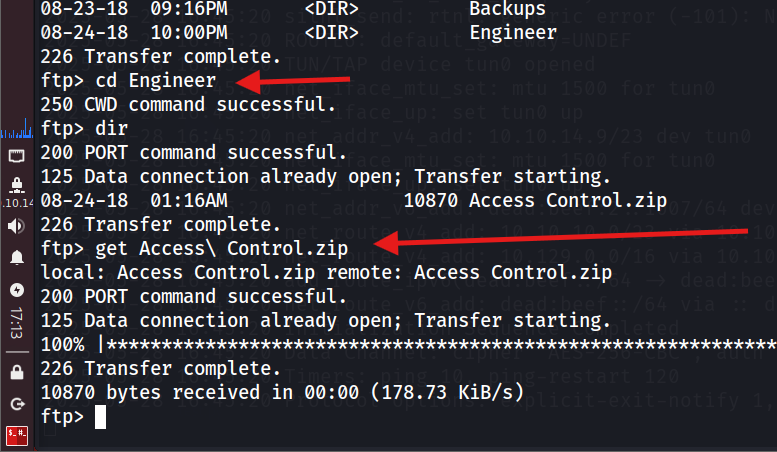 08-23-18  09:16PM       <DIR>          Backups
08-24-18  10:00PM       <DIR>          Engineer
226 Transfer complete.
ftp> cd Engineer
250 CWD command successful.
ftp> dir
200 PORT command successful.
125 Data connection already open; Transfer starting.
08-24-18  01:16AM                10870 Access Control.zip
226 Transfer complete.
ftp> get Access\ Control.zip
local: Access Control.zip remote: Access Control.zip
200 PORT command successful.
125 Data connection already open; Transfer starting.
100% |*************************************************************
226 Transfer complete.
10870 bytes received in 00:00 (178.73 KiB/s)
ftp>
.10.14
17:13